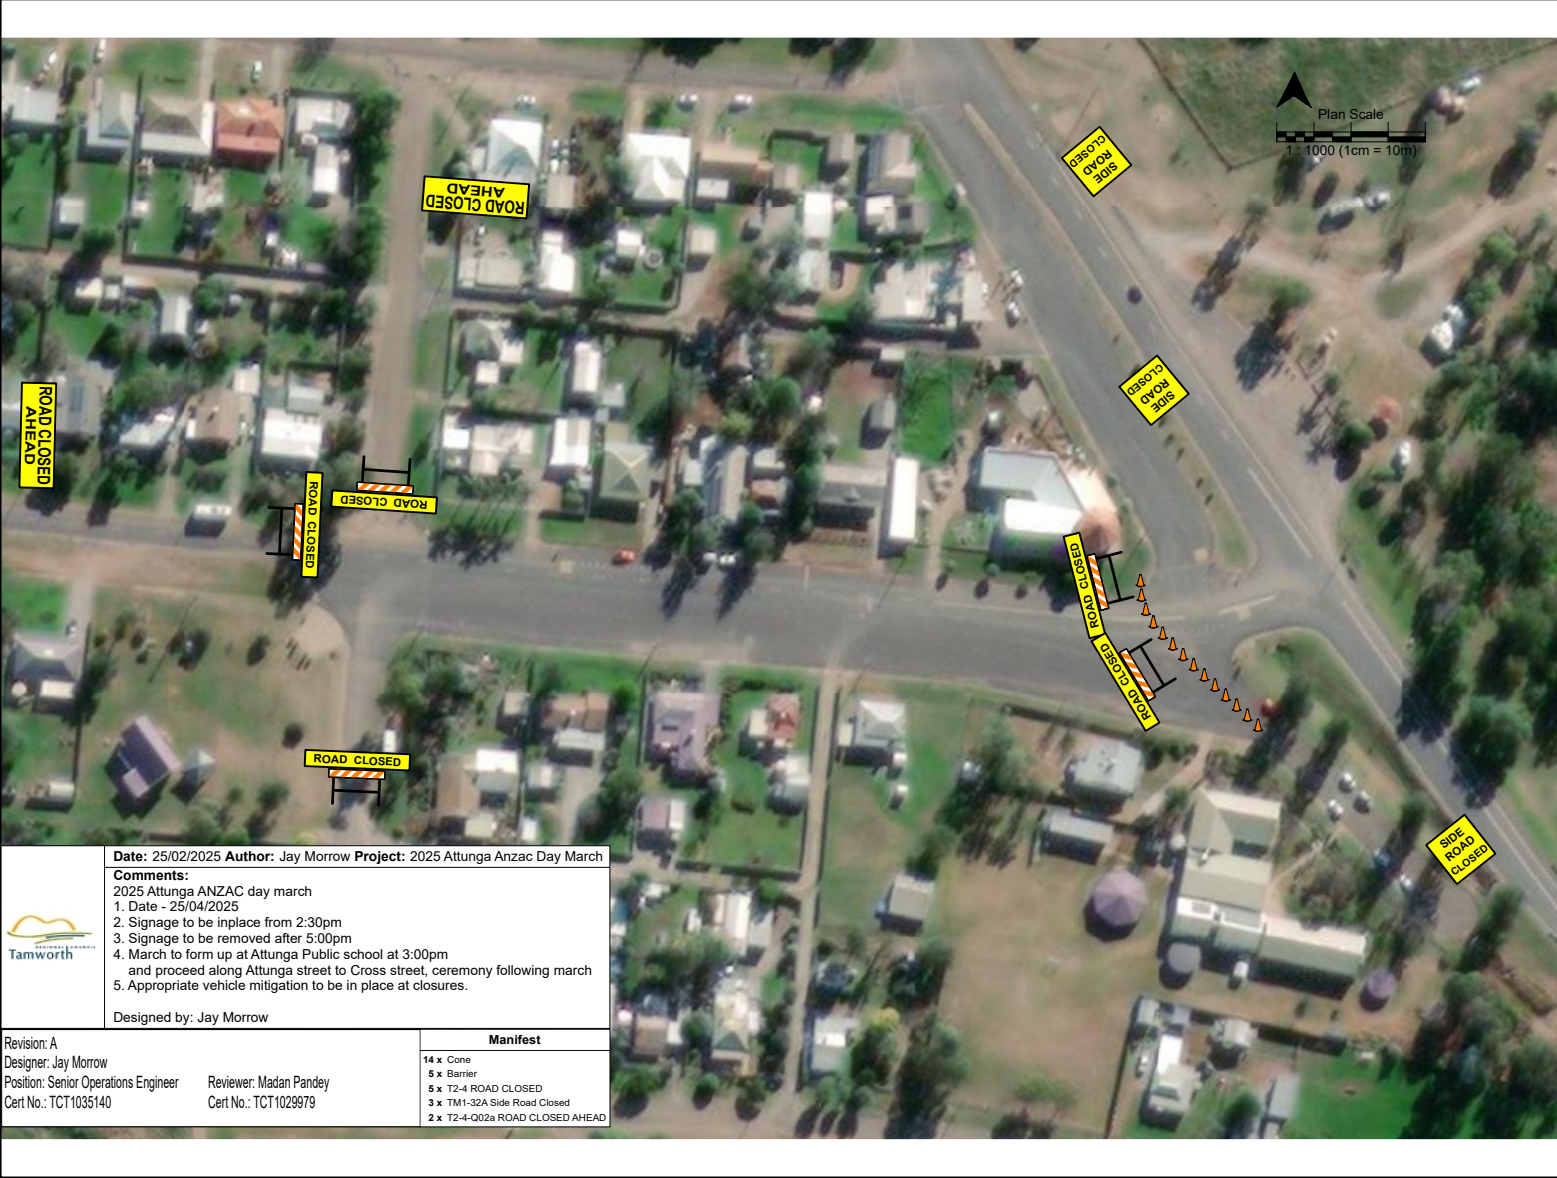 Plan Scale
1 : 1000 (1cm = 10m)
SIDE
ROAD
CLOSED
ROAD CLOSED
AHEAD
SIDE
ROAD
CLOSED
ROAD CLOSED
AHEAD
ROAD CLOSED
ROAD CLOSED
ROAD CLOSED
ROAD CLOSED
ROAD CLOSED
SIDE
ROAD
CLOSED
Date: 25/02/2025 Author: Jay Morrow Project: 2025 Attunga Anzac Day March
Comments:
2025 Attunga ANZAC day march
1. Date - 25/04/2025
2. Signage to be inplace from 2:30pm
3. Signage to be removed after 5:00pm
4. March to form up at Attunga Public school at 3:00pm
and proceed along Attunga street to Cross street, ceremony following march
5. Appropriate vehicle mitigation to be in place at closures.
Designed by: Jay Morrow
REGIONAL COUNCIL
Tamworth
Revision: A
Designer: Jay Morrow
Position: Senior Operations Engineer Reviewer: Madan Pandey
Cert No.: TCT1035140 Cert No.: TCT1029979
Manifest
14 x Cone
5 x Barrier
5 x T2-4 ROAD CLOSED
3 x TM1-32A Side Road Closed
2 x T2-4-Q02a ROAD CLOSED AHEAD